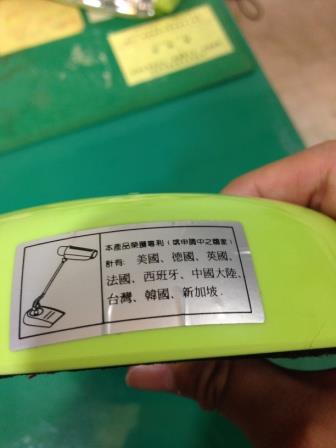 本產品榮獲專利(或申請中之國家)
計有: 美國、德國、英國、
法國、西班牙、中國大陸、
台灣、韓國、新加坡.